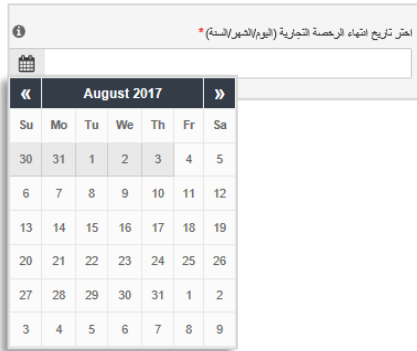 اختر تاريخ انتهاء الرخصة التجارية (اليوم/الشهر/السنة) *
« August 2017 »
Su Mo Tu We Th Fr Sa
30 31 1 2 3 4 5
6 7 8 9 10 11 12
13 14 15 16 17 18 19
20 21 22 23 24 25 26
27 28 29 30 31 1 2
3 4 5 6 7 8 9